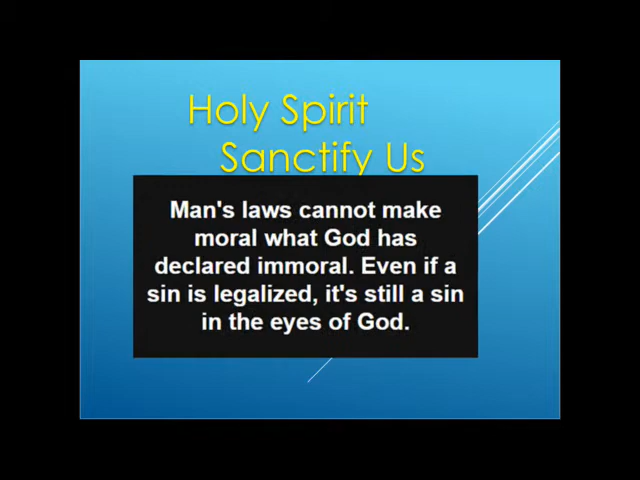 Holy Spirit
Sanctify Us
Man's laws cannot make
moral what God has
declared immoral. Even if a
sin is legalized, it's still a sin
in the eyes of God.